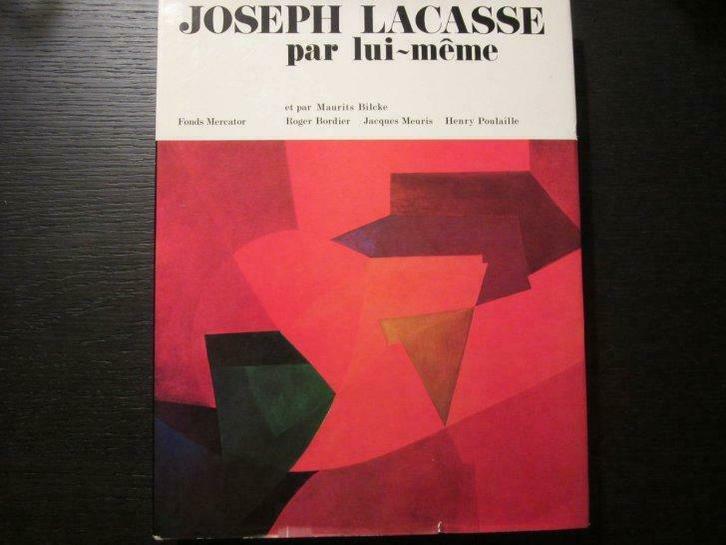 JOSEPH LACASSE
par lui~même
et par Maurits Bilcke
Fonds Mercator Roger Bordier Jacques Meuris Henry Poulaille